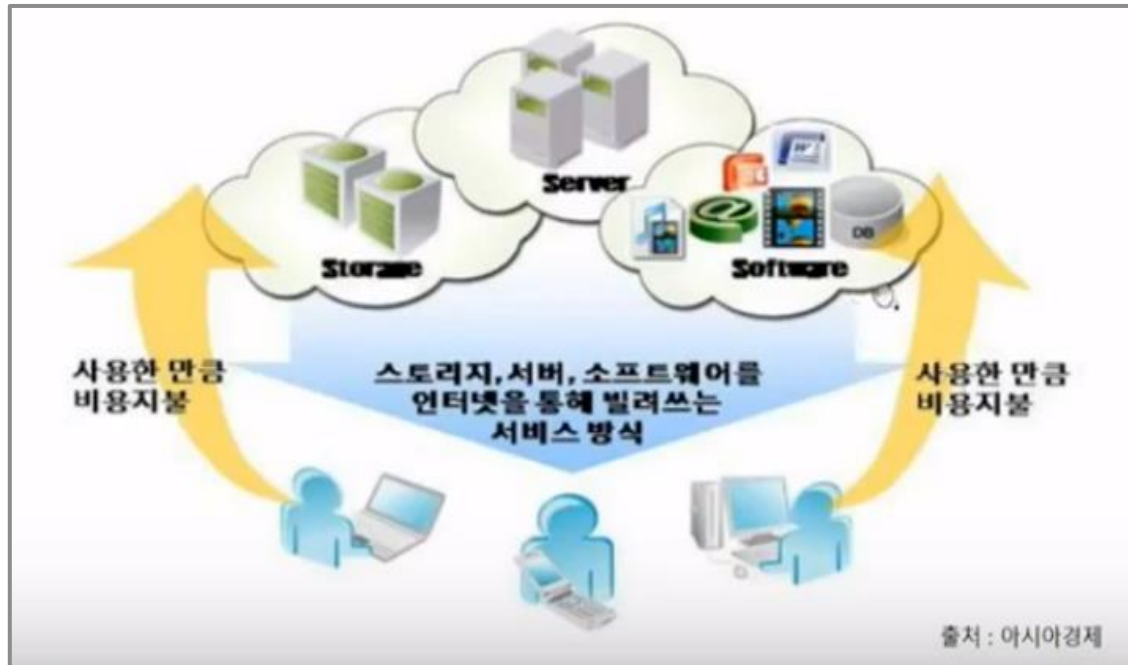 Server
Storage
Software
DB
사용한 만큼
비용지불
스토리지, 서버, 소프트웨어를
인터넷을 통해 빌려쓰는
서비스 방식
사용한 만큼
비용지불
출처 : 아시아경제